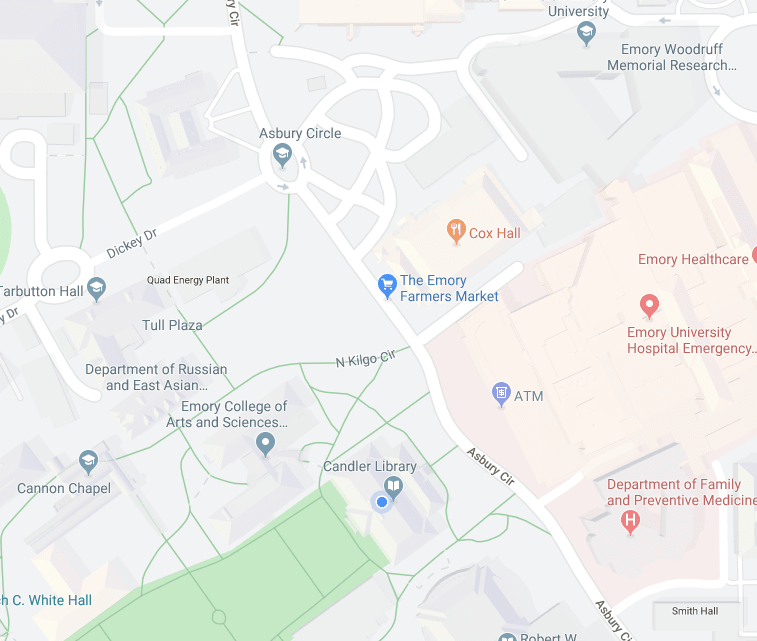 Asbury Cir
University
Emory Woodruff
Memorial Research...
Asbury Circle
Cox Hall
Dickey Dr
Emory Healthcare
Quad Energy Plant
The Emory
Farmers Market
Tarbutton Hall
y Dr
Tull Plaza
Emory University
Hospital Emergency...
N Kilgo Cir
Department of Russian
and East Asian...
ATM
Emory College of
Arts and Sciences...
Asbury Cir
Candler Library
Cannon Chapel
Department of Family
and Preventive Medicine
H
h C. White Hall
Smith Hall
Asbury Ci
Robert W